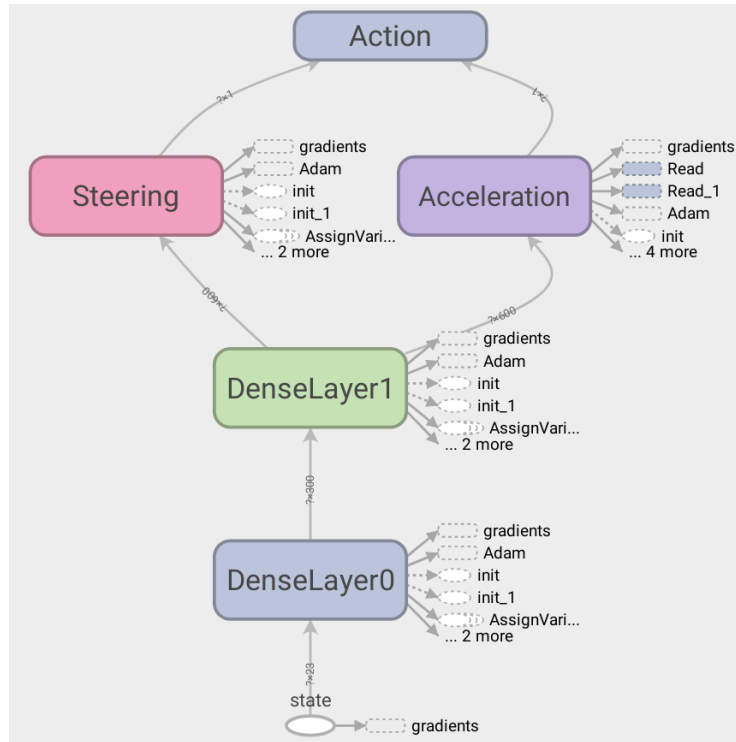 Action
?×1
?×1
Steering
gradients
Adam
init
init_1
AssignVari...
... 2 more
Acceleration
gradients
Read
Read_1
Adam
init
... 4 more
?×600
?×600
DenseLayer1
gradients
Adam
init
init_1
AssignVari...
... 2 more
?×300
DenseLayer0
gradients
Adam
init
init_1
AssignVari...
... 2 more
?×23
state
gradients